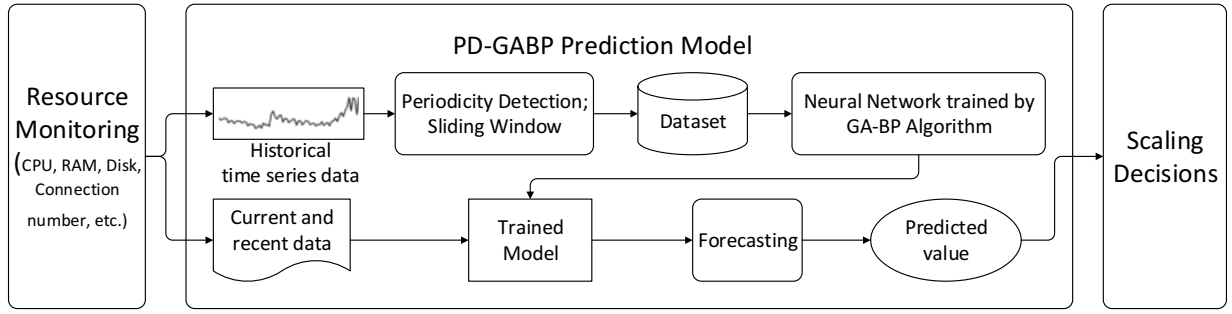 Resource
Monitoring
(CPU, RAM, Disk,
Connection
number, etc.)
PD-GABP Prediction Model
Historical
time series data
Periodicity Detection;
Sliding Window
Dataset
Neural Network trained by
GA-BP Algorithm
Current and
recent data
Trained
Model
Forecasting
Predicted
value
Scaling
Decisions